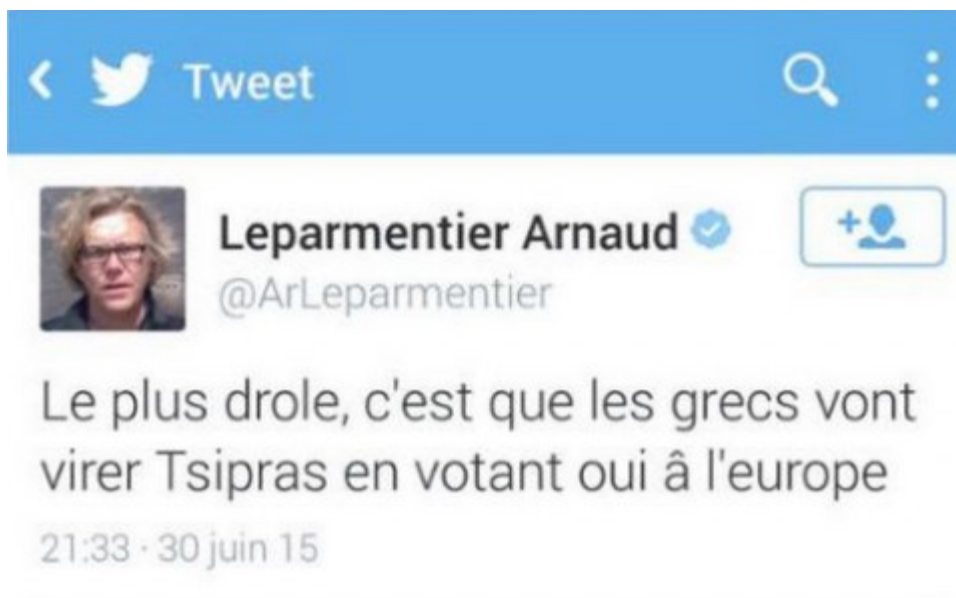 Tweet
Leparmentier Arnaud
@ArLeparmentier
Le plus drole, c'est que les grecs vont
virer Tsipras en votant oui â l'europe
21:33 · 30 juin 15